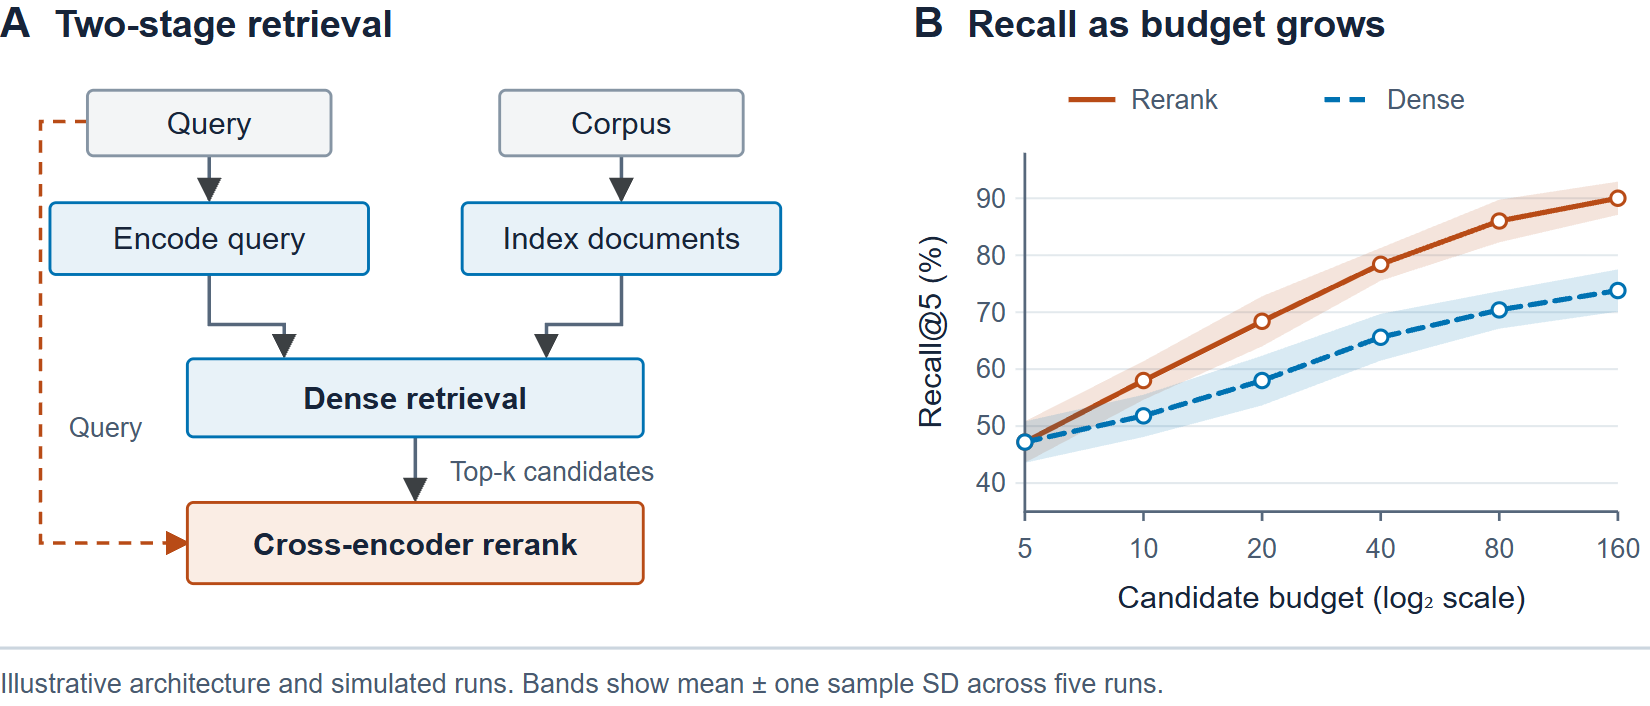 A Two-stage retrieval
Query
Corpus
Encode query
Index documents
Dense retrieval
Query
Top-k candidates
Cross-encoder rerank
B Recall as budget grows
Rerank
Dense
Recall@5 (%)
90
80
70
60
50
40
5 10 20 40 80 160
Candidate budget (log₂ scale)
Illustrative architecture and simulated runs. Bands show mean ± one sample SD across five runs.